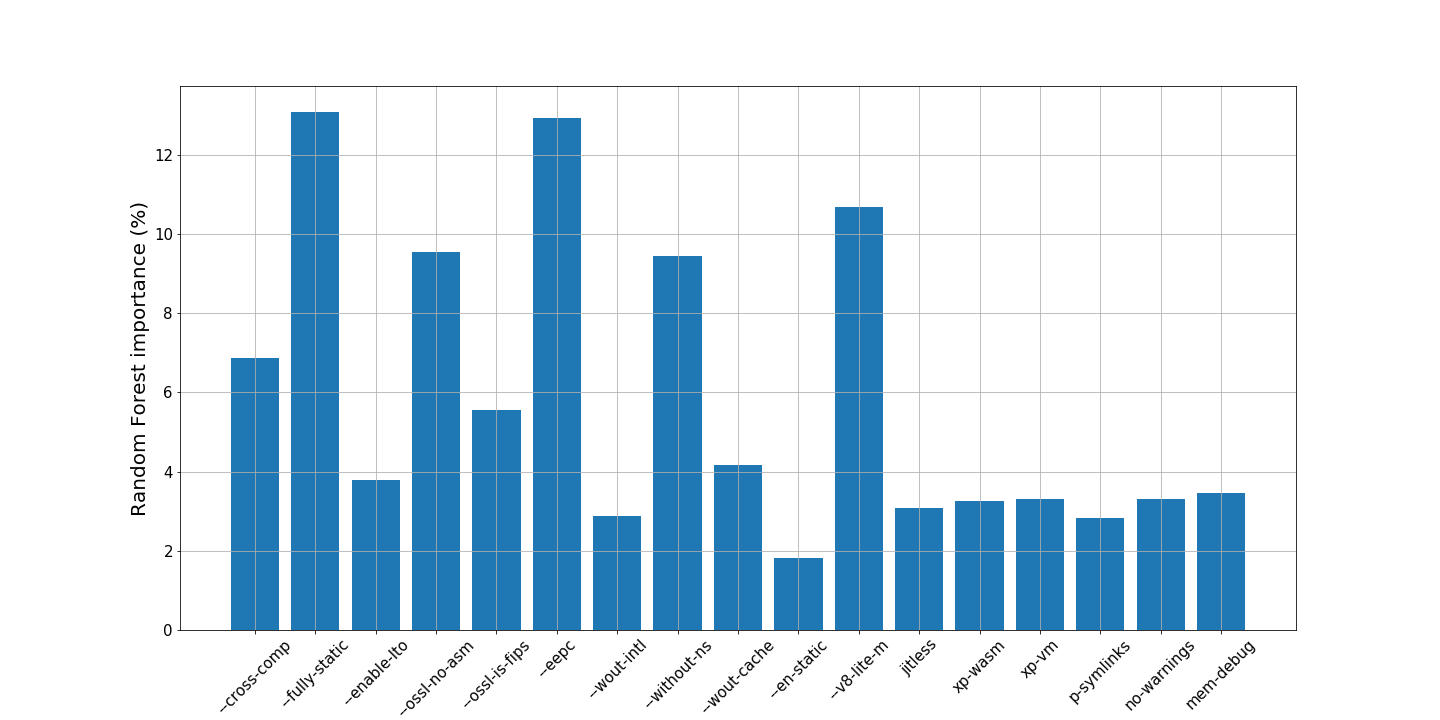 Random Forest importance (%)
12
10
8
6
4
2
0
–cross-comp
–fully-static
–enable-lto
–ossl-no-asm
–ossl-is-fips
–eepc
–wout-intl
–without-ns
–wout-cache
–en-static
–v8-lite-m
jitless
xp-wasm
xp-vm
p-symlinks
no-warnings
mem-debug